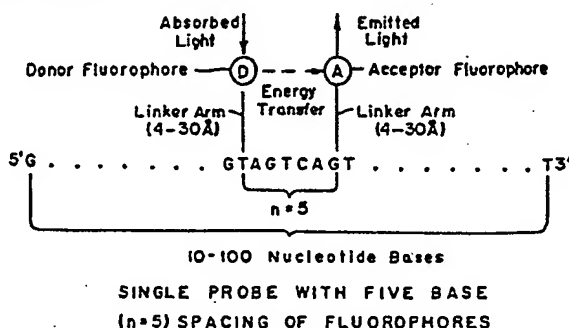 Absorbed Light
Emitted Light
Donor Fluorophore
D
A
Acceptor Fluorophore
Energy Transfer
Linker Arm (4-30Å)
Linker Arm (4-30Å)
5'G . . . . . . . . GTAGTCAGT . . . . . . . T3'
n=5
10-100 Nucleotide Bases
SINGLE PROBE WITH FIVE BASE
(n=5) SPACING OF FLUOROPHORES